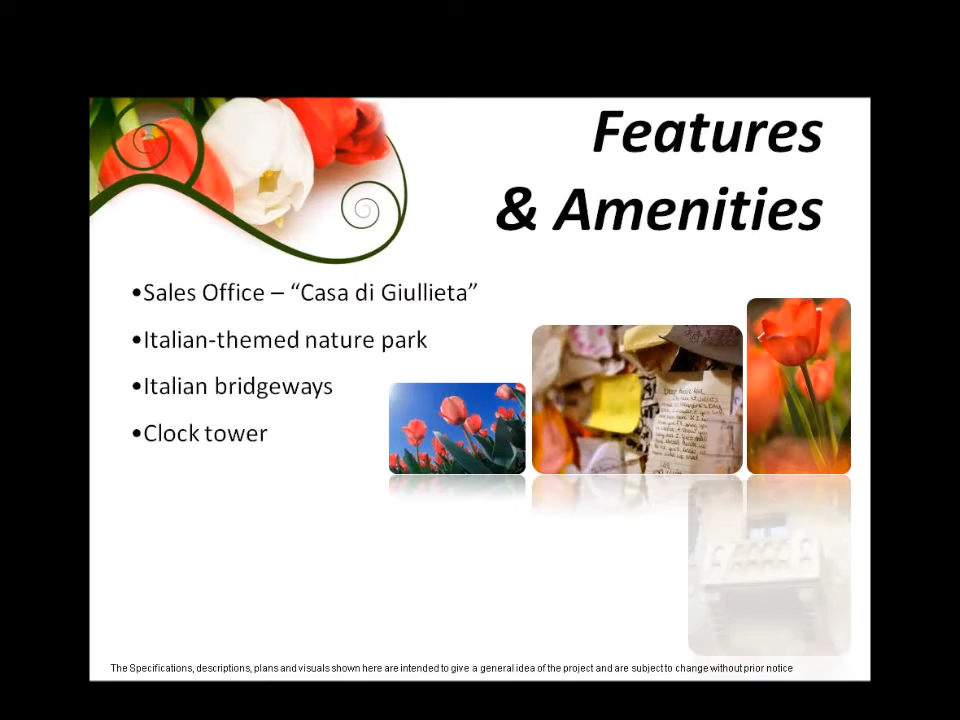 Features
& Amenities
•Sales Office – “Casa di Giullieta”
•Italian-themed nature park
•Italian bridgeways
•Clock tower
The Specifications, descriptions, plans and visuals shown here are intended to give a general idea of the project and are subject to change without prior notice